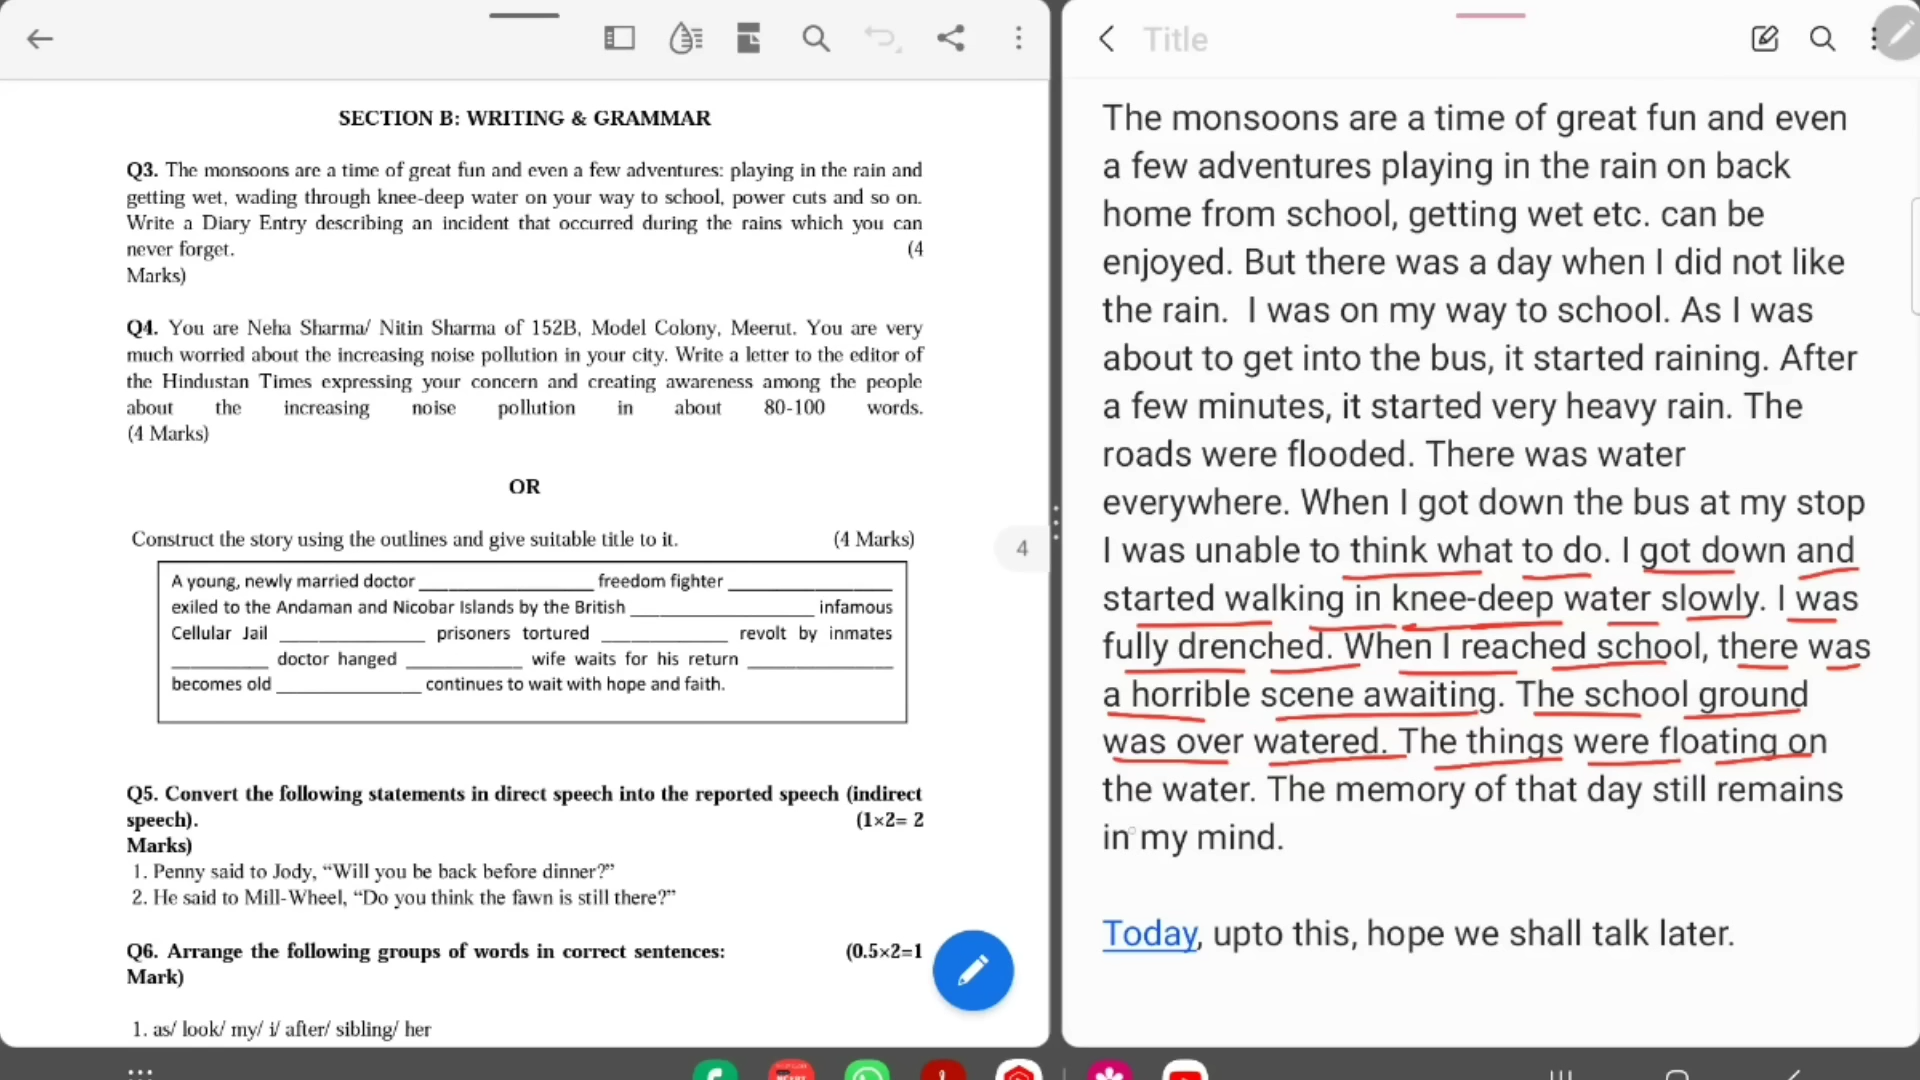 Title
SECTION B: WRITING & GRAMMAR
Q3. The monsoons are a time of great fun and even a few adventures: playing in the rain and
getting wet, wading through knee-deep water on your way to school, power cuts and so on.
Write a Diary Entry describing an incident that occurred during the rains which you can
never forget. (4
Marks)
Q4. You are Neha Sharma/ Nitin Sharma of 152B, Model Colony, Meerut. You are very
much worried about the increasing noise pollution in your city. Write a letter to the editor of
the Hindustan Times expressing your concern and creating awareness among the people
about the increasing noise pollution in about 80-100 words.
(4 Marks)
OR
Construct the story using the outlines and give suitable title to it. (4 Marks)
A young, newly married doctor __________________ freedom fighter _________________
exiled to the Andaman and Nicobar Islands by the British ___________________ infamous
Cellular Jail _______________ prisoners tortured _____________ revolt by inmates
__________ doctor hanged ____________ wife waits for his return _______________
becomes old _______________ continues to wait with hope and faith.
4
Q5. Convert the following statements in direct speech into the reported speech (indirect
speech). (1×2= 2
Marks)
1. Penny said to Jody, “Will you be back before dinner?”
2. He said to Mill-Wheel, “Do you think the fawn is still there?”
Q6. Arrange the following groups of words in correct sentences: (0.5×2=1
Mark)
1. as/ look/ my/ i/ after/ sibling/ her
The monsoons are a time of great fun and even
a few adventures playing in the rain on back
home from school, getting wet etc. can be
enjoyed. But there was a day when I did not like
the rain. I was on my way to school. As I was
about to get into the bus, it started raining. After
a few minutes, it started very heavy rain. The
roads were flooded. There was water
everywhere. When I got down the bus at my stop
I was unable to think what to do. I got down and
started walking in knee-deep water slowly. I was
fully drenched. When I reached school, there was
a horrible scene awaiting. The school ground
was over watered. The things were floating on
the water. The memory of that day still remains
in my mind.
Today, upto this, hope we shall talk later.